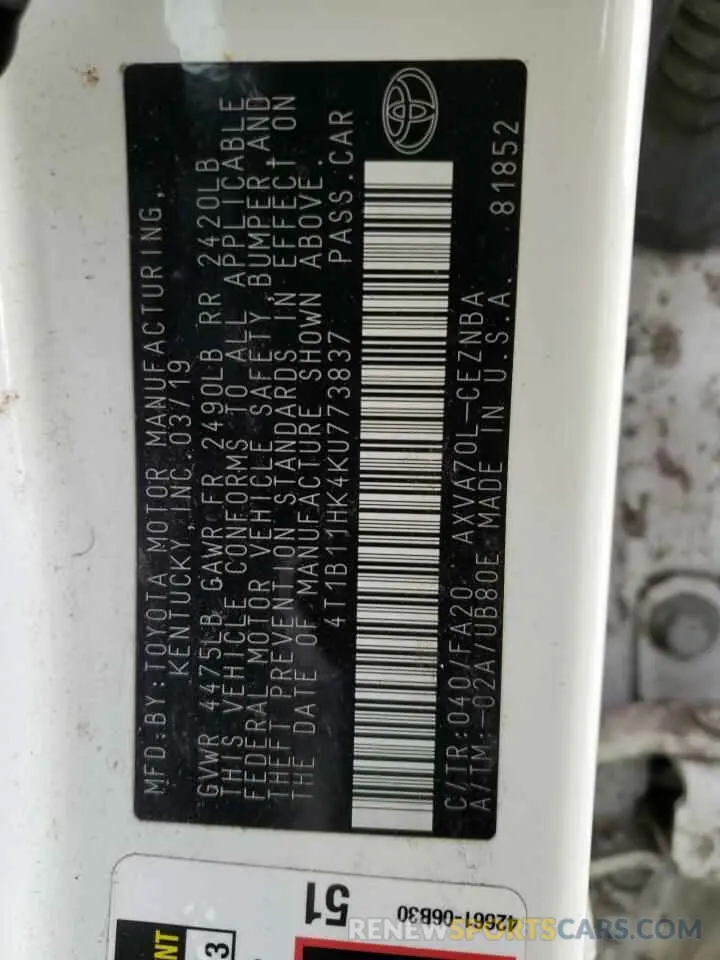 MFD.BY:TOYOTA MOTOR MANUFACTURING,
KENTUCKY,INC.03/19
GVWR 4475LB GAWR FR 2490LB RR 2420LB
THIS VEHICLE CONFORMS TO ALL APPLICABLE
FEDERAL MOTOR VEHICLE SAFETY,BUMPER,AND
THEFT PREVENTION STANDARDS IN EFFECT ON
THE DATE OF MANUFACTURE SHOWN ABOVE.
4T1B11HK4KU773837 PASS.CAR
C/TR:040/FA20 AXVA70L-CEZNBA
A/TM:-02A/UB80E MADE IN U.S.A. 81852
51
42661-06B30
3
RENEWSPORTSCARS.COM